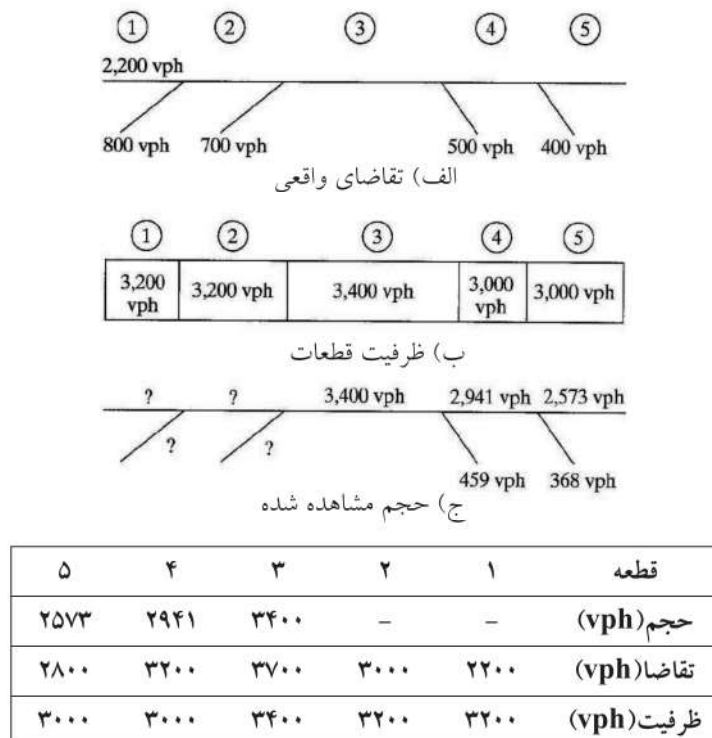 ① ② ③ ④ ⑤
2,200 vph
800 vph 700 vph 500 vph 400 vph
الف) تقاضای واقعی
① ② ③ ④ ⑤
3,200 vph 3,200 vph 3,400 vph 3,000 vph 3,000 vph
ب) ظرفیت قطعات
? ? 3,400 vph 2,941 vph 2,573 vph
? ? 459 vph 368 vph
ج) حجم مشاهده شده
قطعه ۱ ۲ ۳ ۴ ۵
حجم(vph) – – ۳۴۰۰ ۲۹۴۱ ۲۵۷۳
تقاضا(vph) ۲۲۰۰ ۳۰۰۰ ۳۷۰۰ ۳۲۰۰ ۲۸۰۰
ظرفیت(vph) ۳۲۰۰ ۳۲۰۰ ۳۴۰۰ ۳۰۰۰ ۳۰۰۰